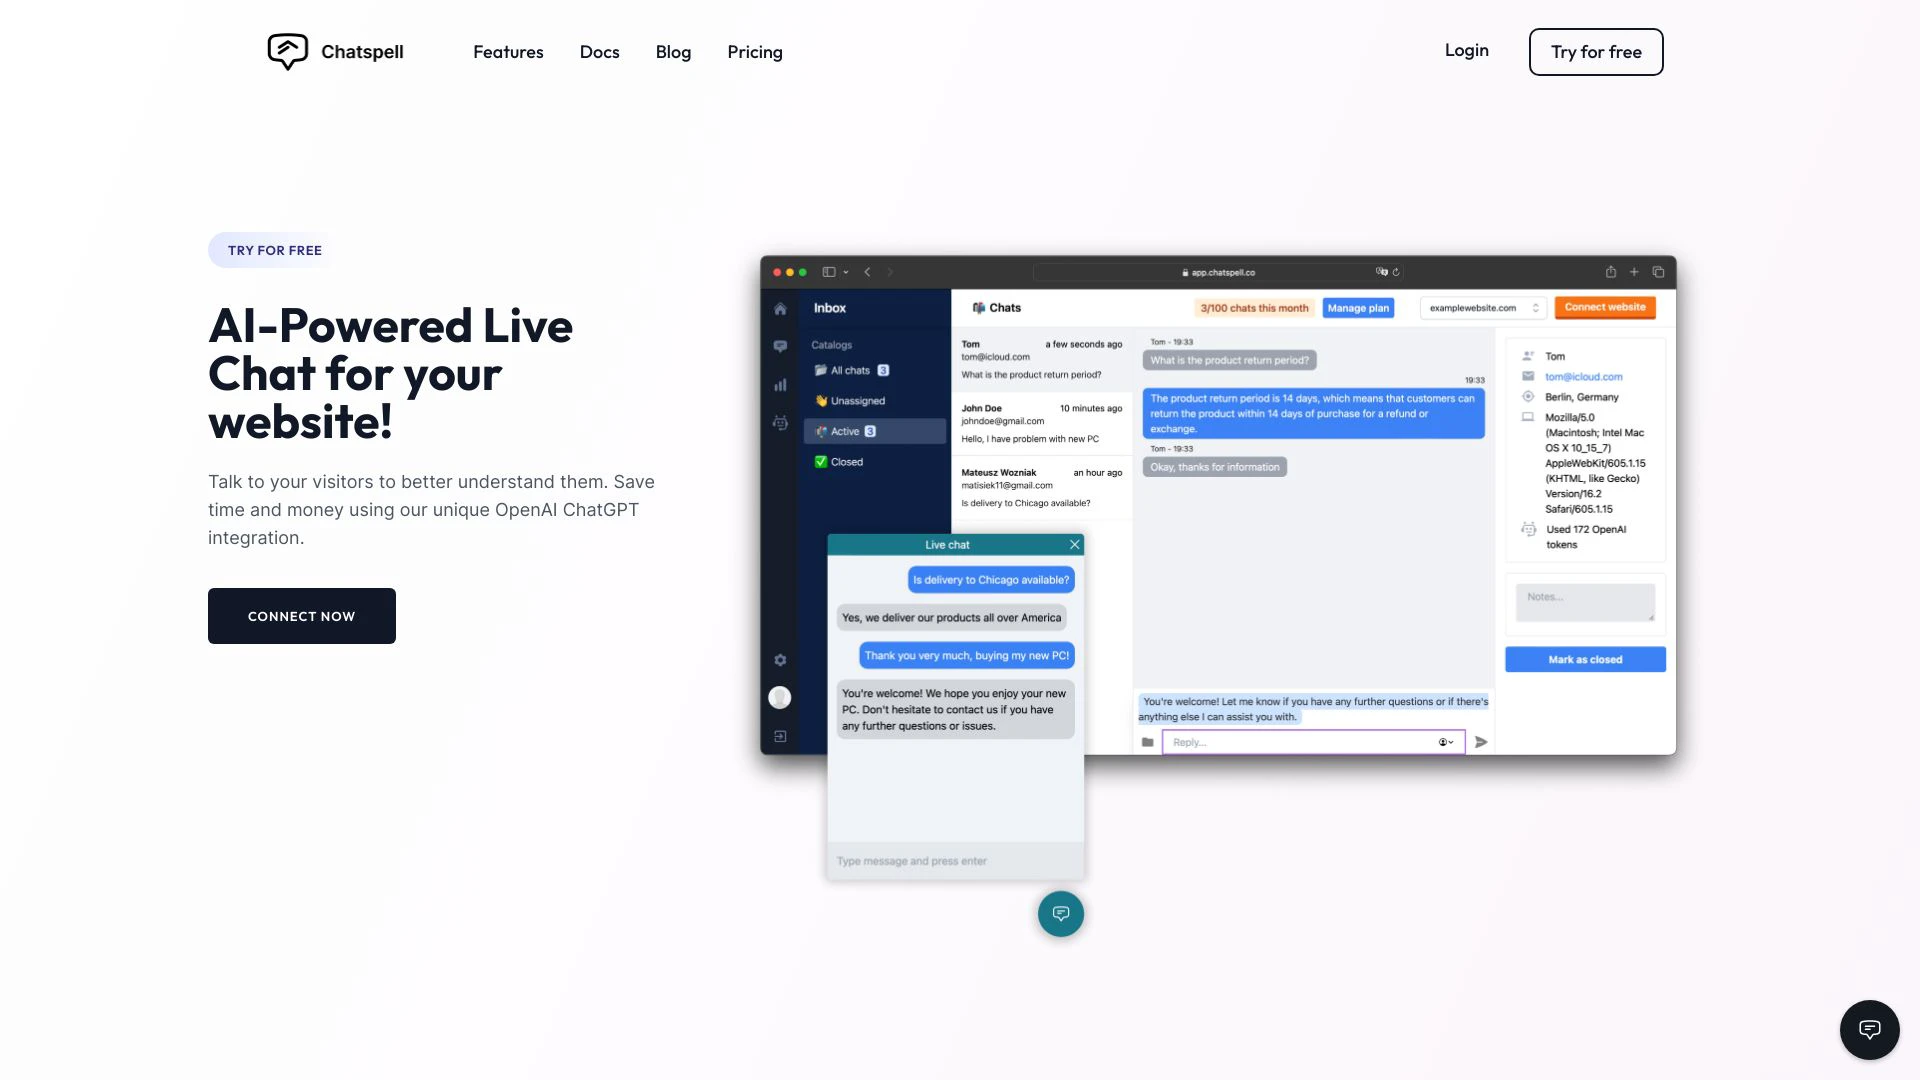 Chatspell
Features
Docs
Blog
Pricing
Login
Try for free
TRY FOR FREE
AI-Powered Live
Chat for your
website!
Talk to your visitors to better understand them. Save
time and money using our unique OpenAI ChatGPT
integration.
CONNECT NOW
app.chatspell.co
Inbox
Catalogs
All chats 3
Unassigned
Active 3
Closed
Chats
3/100 chats this month
Manage plan
examplewebsite.com
Connect website
Tom a few seconds ago
tom@icloud.com
What is the product return period?
John Doe 10 minutes ago
johndoe@gmail.com
Hello, I have problem with new PC
Mateusz Wozniak an hour ago
matisiek11@gmail.com
Is delivery to Chicago available?
Tom - 19:33
What is the product return period?
19:33
The product return period is 14 days, which means that customers can
return the product within 14 days of purchase for a refund or
exchange.
Tom - 19:33
Okay, thanks for information
You're welcome! Let me know if you have any further questions or if there's
anything else I can assist you with.
Reply...
Tom
tom@icloud.com
Berlin, Germany
Mozilla/5.0
(Macintosh; Intel Mac
OS X 10_15_7)
AppleWebKit/605.1.15
(KHTML, like Gecko)
Version/16.2
Safari/605.1.15
Used 172 OpenAI
tokens
Notes...
Mark as closed
Live chat
Is delivery to Chicago available?
Yes, we deliver our products all over America
Thank you very much, buying my new PC!
You're welcome! We hope you enjoy your new
PC. Don't hesitate to contact us if you have
any further questions or issues.
Type message and press enter